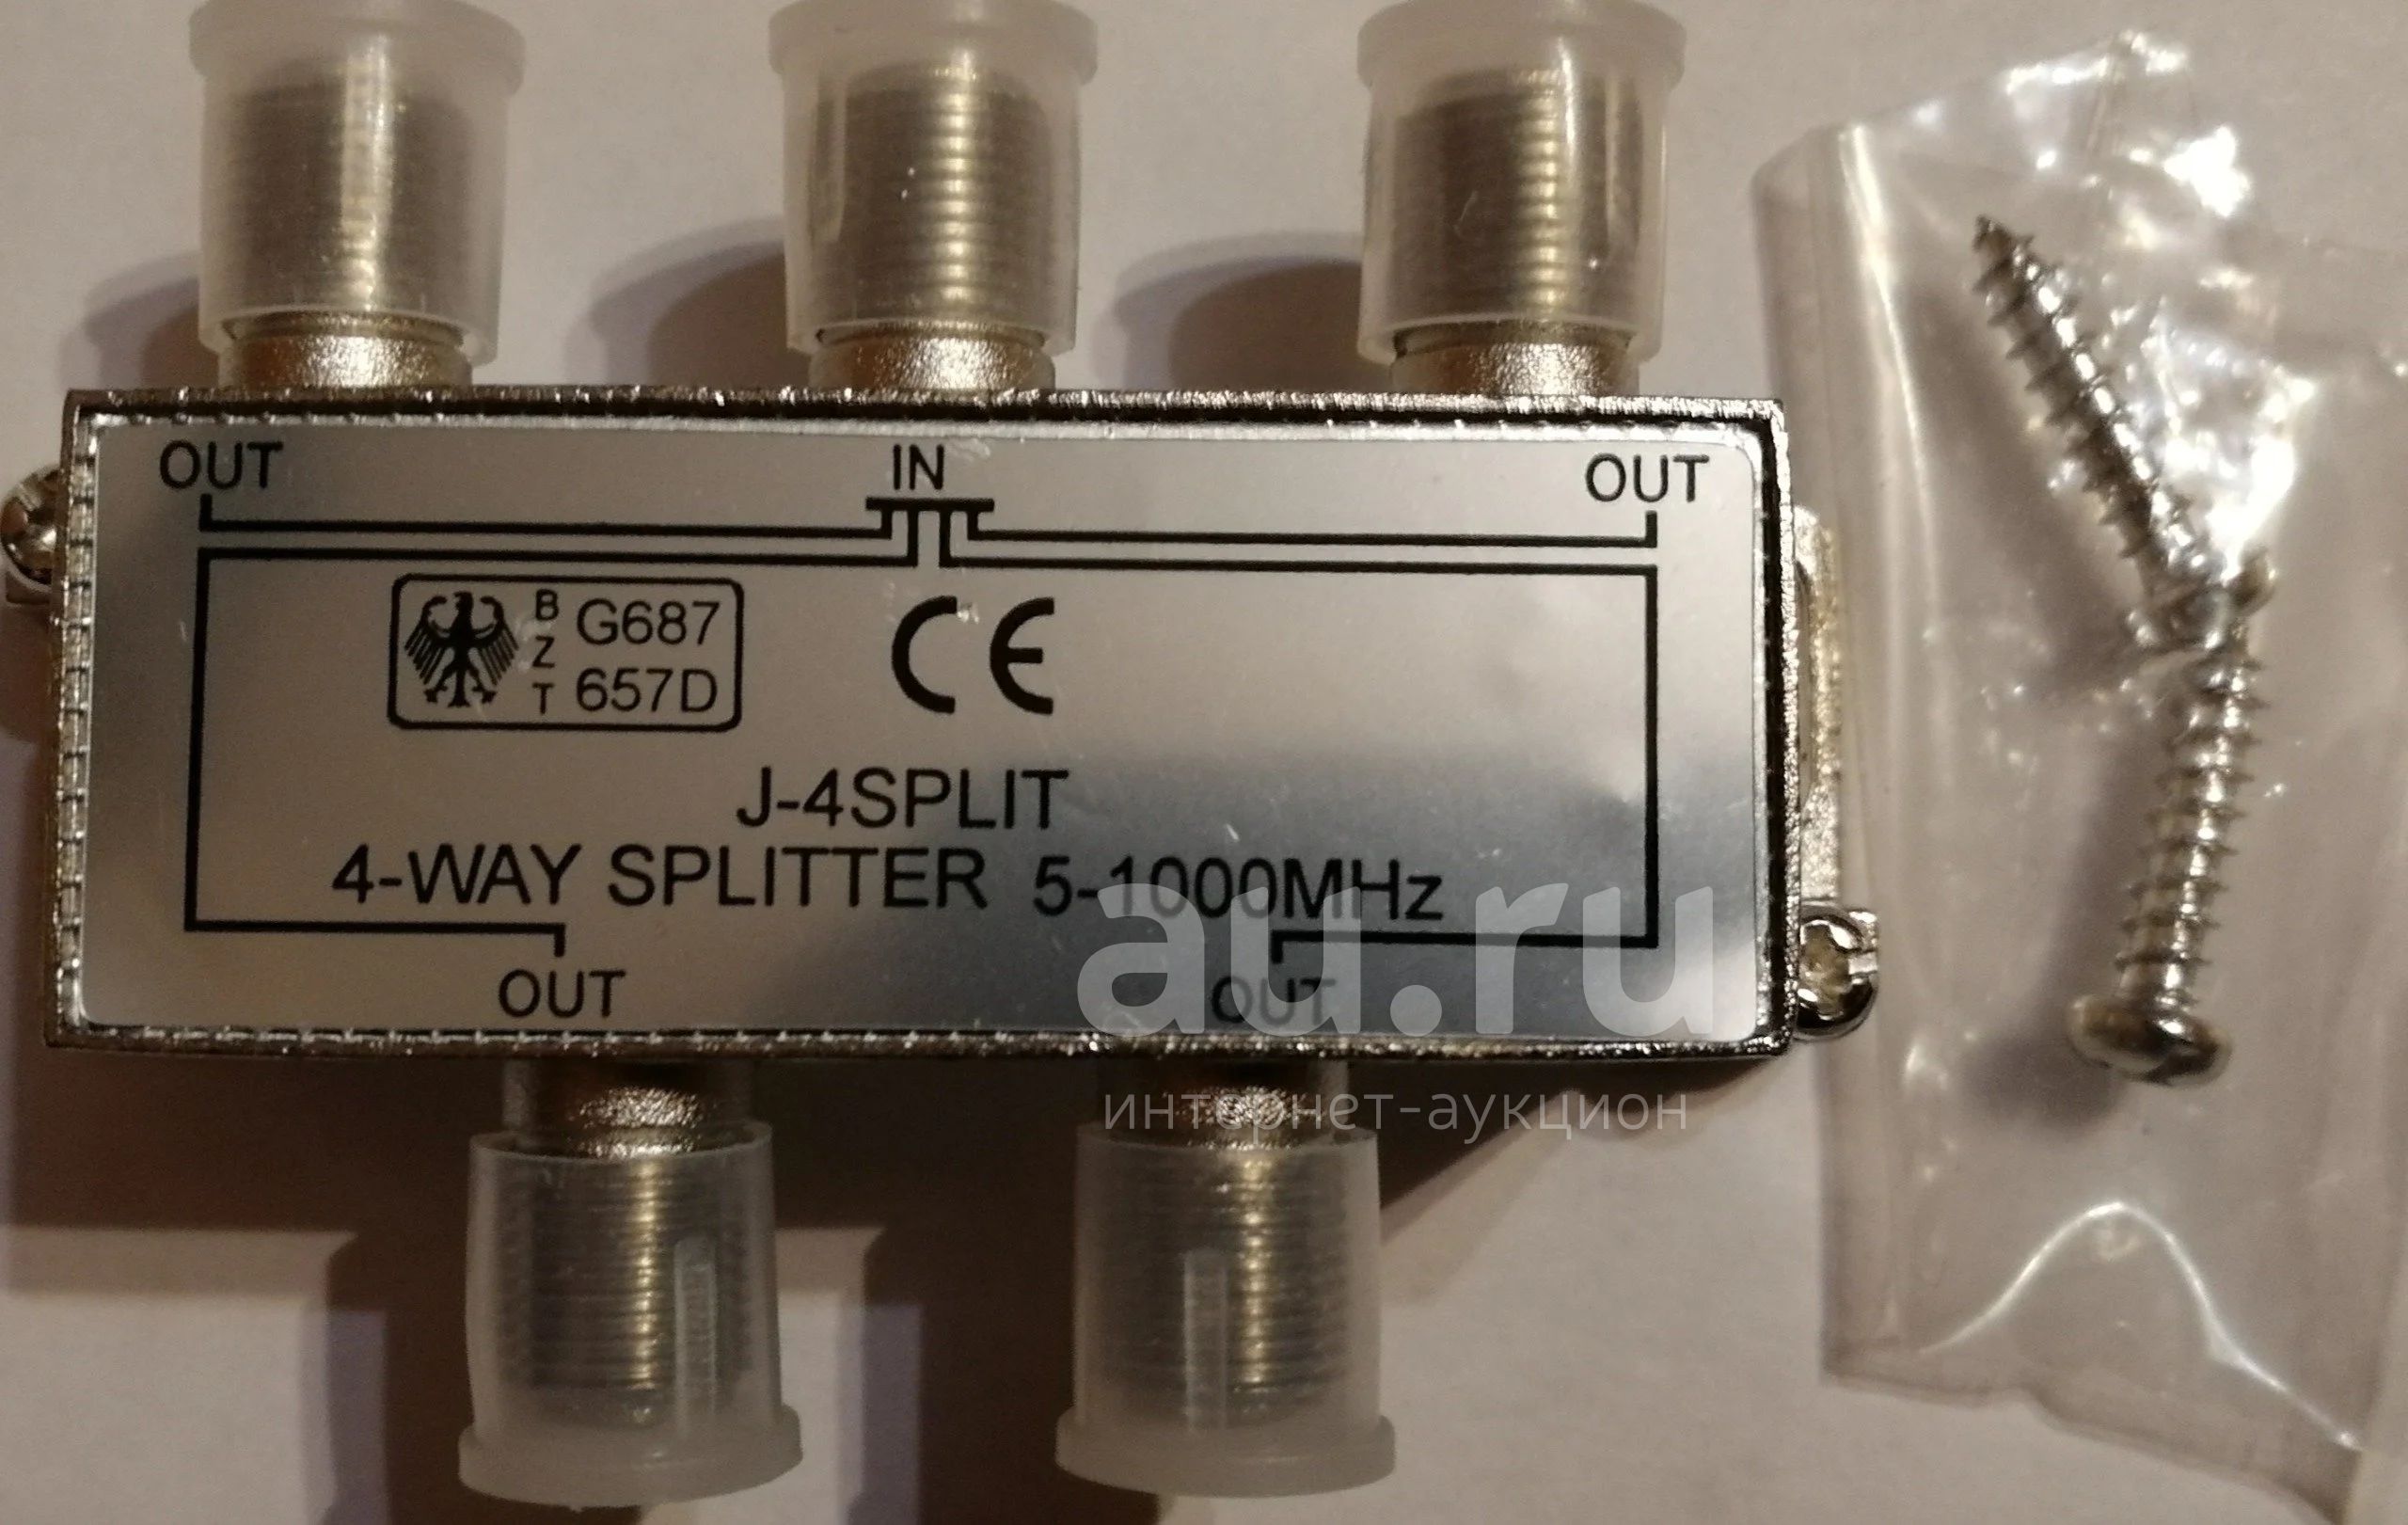 OUT IN OUT
B G687
Z
T 657D
CE
J-4SPLIT
4-WAY SPLITTER 5-1000MHz
OUT OUT
au.ru
интернет-аукцион